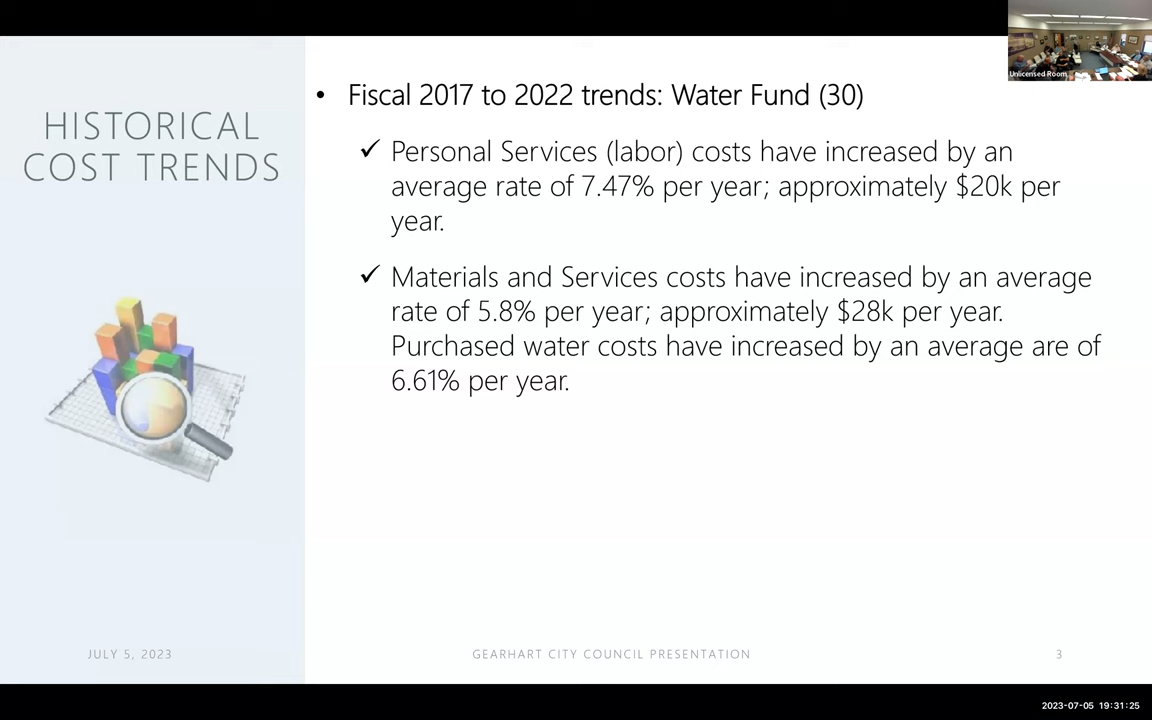 Unlicensed Room
HISTORICAL
COST TRENDS
• Fiscal 2017 to 2022 trends: Water Fund (30)
✓ Personal Services (labor) costs have increased by an
average rate of 7.47% per year; approximately $20k per
year.
✓ Materials and Services costs have increased by an average
rate of 5.8% per year; approximately $28k per year.
Purchased water costs have increased by an average are of
6.61% per year.
JULY 5, 2023
GEARHART CITY COUNCIL PRESENTATION
3
2023-07-05 19:31:25